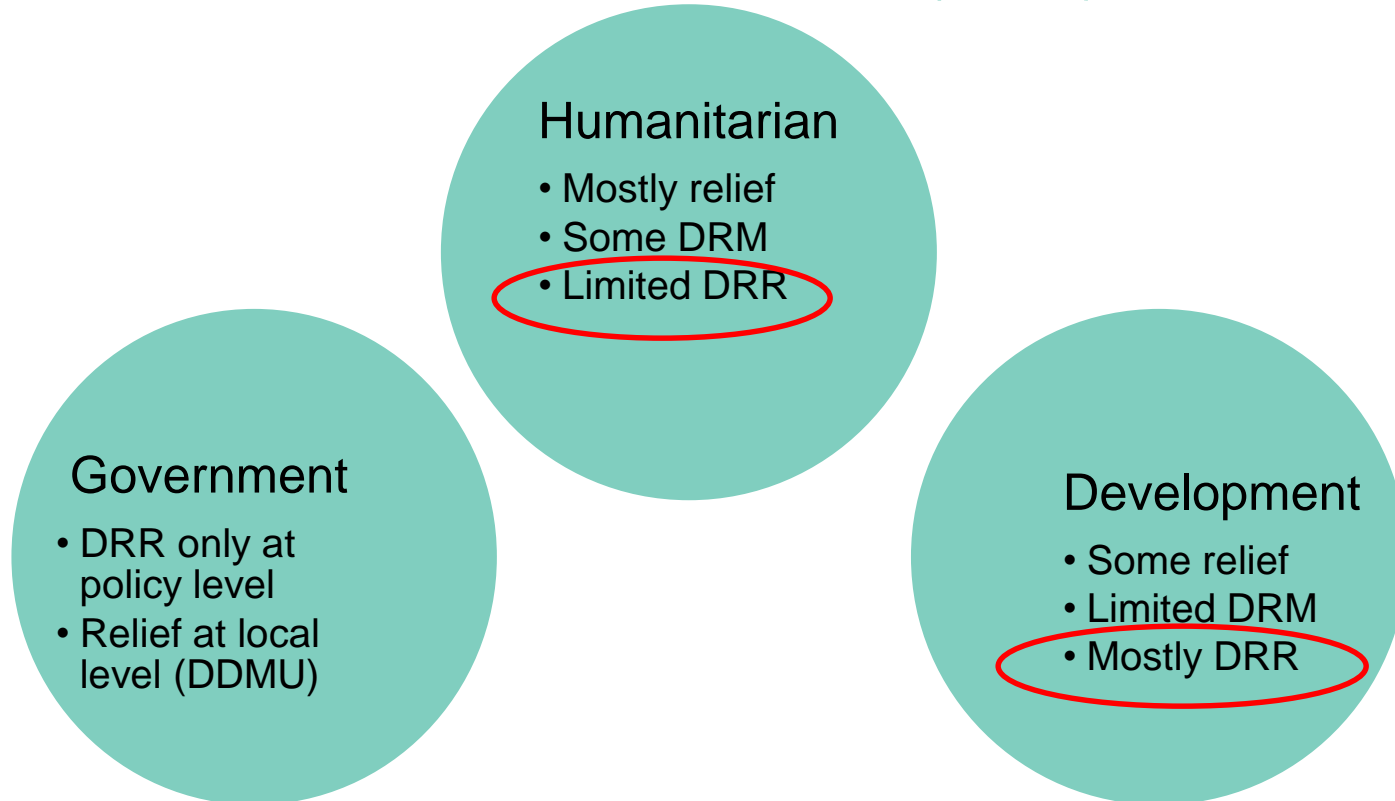 Humanitarian
• Mostly relief
• Some DRM
• Limited DRR
Government
• DRR only at
policy level
• Relief at local
level (DDMU)
Development
• Some relief
• Limited DRM
• Mostly DRR